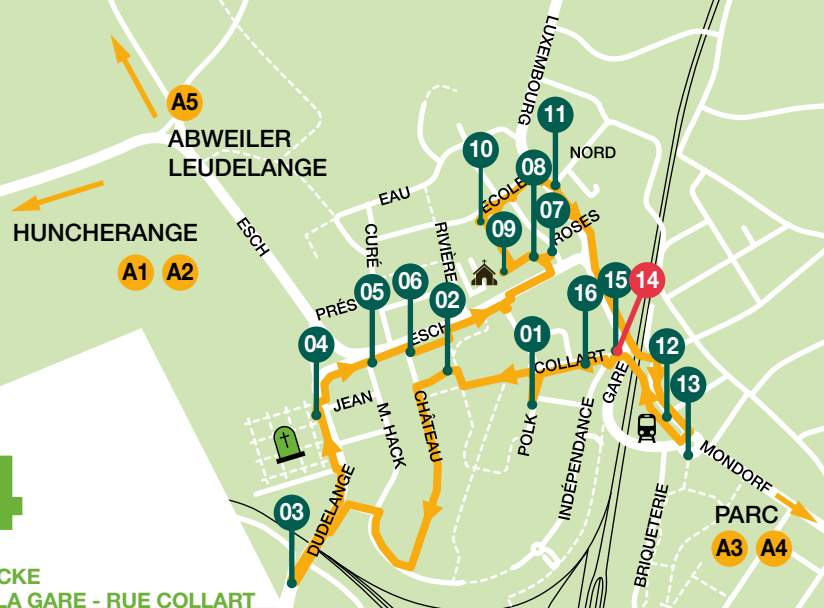 LUXEMBOURG
A5
ABWEILER
LEUDELANGE
11
10
08
NORD
ECOLE
EAU
07
ROSES
09
HUNCHERANGE
A1 A2
ESCH
CURÉ
RIVIÈRE
PRÉS
05
06
02
16
15
14
ESCH
04
01
12
COLLART
13
GARE
JEAN
M. HACK
CHÂTEAU
POLK
INDÉPENDANCE
MONDORF
4
03
DUDELANGE
BRIQUETERIE
PARC
A3 A4
CKE
LA GARE - RUE COLLART